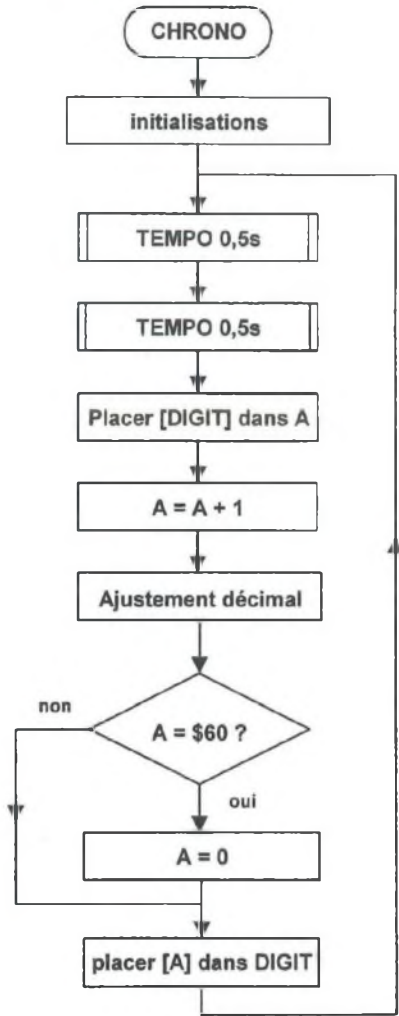 CHRONO
initialisations
TEMPO 0,5s
TEMPO 0,5s
Placer [DIGIT] dans A
A = A + 1
Ajustement décimal
non
A = $60 ?
oui
A = 0
placer [A] dans DIGIT